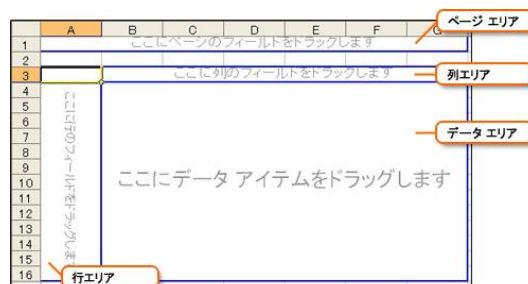 A B C D E F G
ページ エリア
1 ここにページのフィールドをドラッグします
2
3 ここに列のフィールドをドラッグします
列エリア
4
5
6
7
データ エリア
8
9
10 ここにデータ アイテムをドラッグします
11
12
13
14
15
16
ここに行のフィールドをドラッグします
行エリア